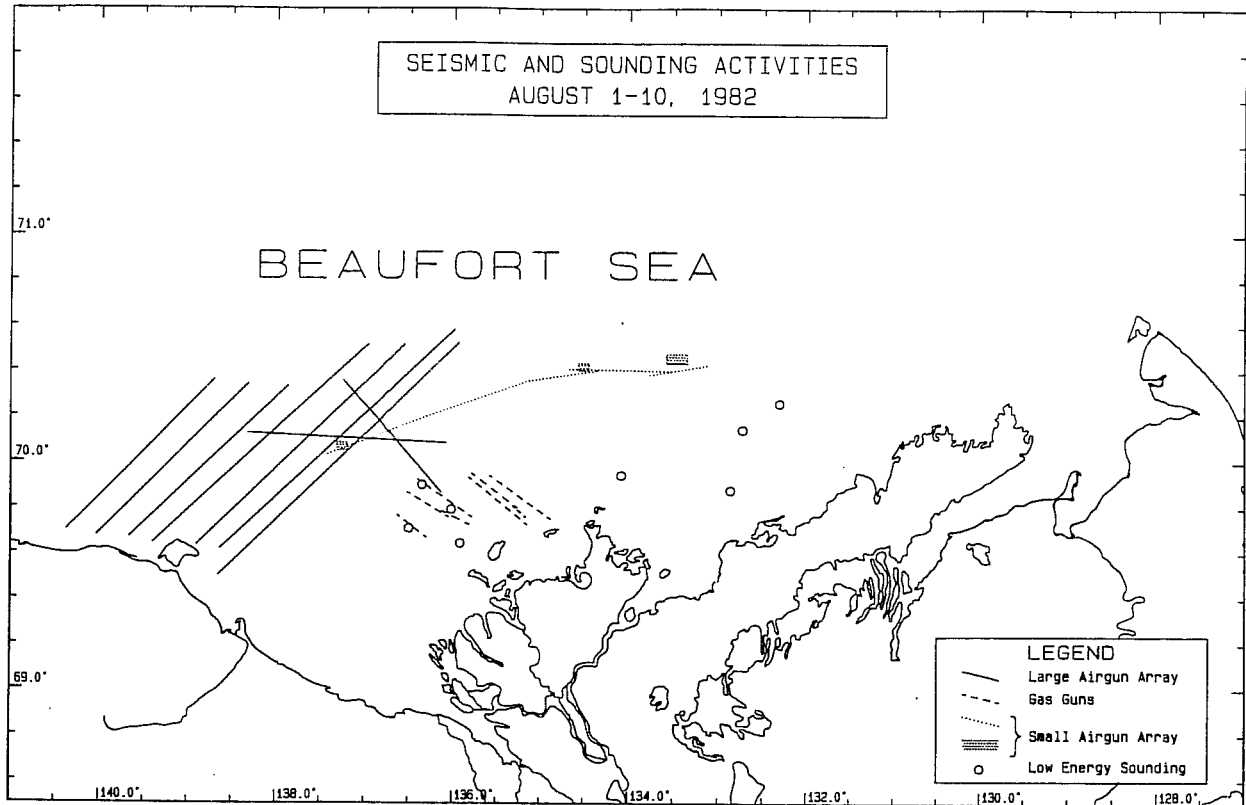 SEISMIC AND SOUNDING ACTIVITIES
AUGUST 1-10, 1982
71.0°
BEAUFORT SEA
70.0°
69.0°
LEGEND
Large Airgun Array
Gas Guns
Small Airgun Array
Low Energy Sounding
140.0° 138.0° 136.0° 134.0° 132.0° 130.0° 128.0°